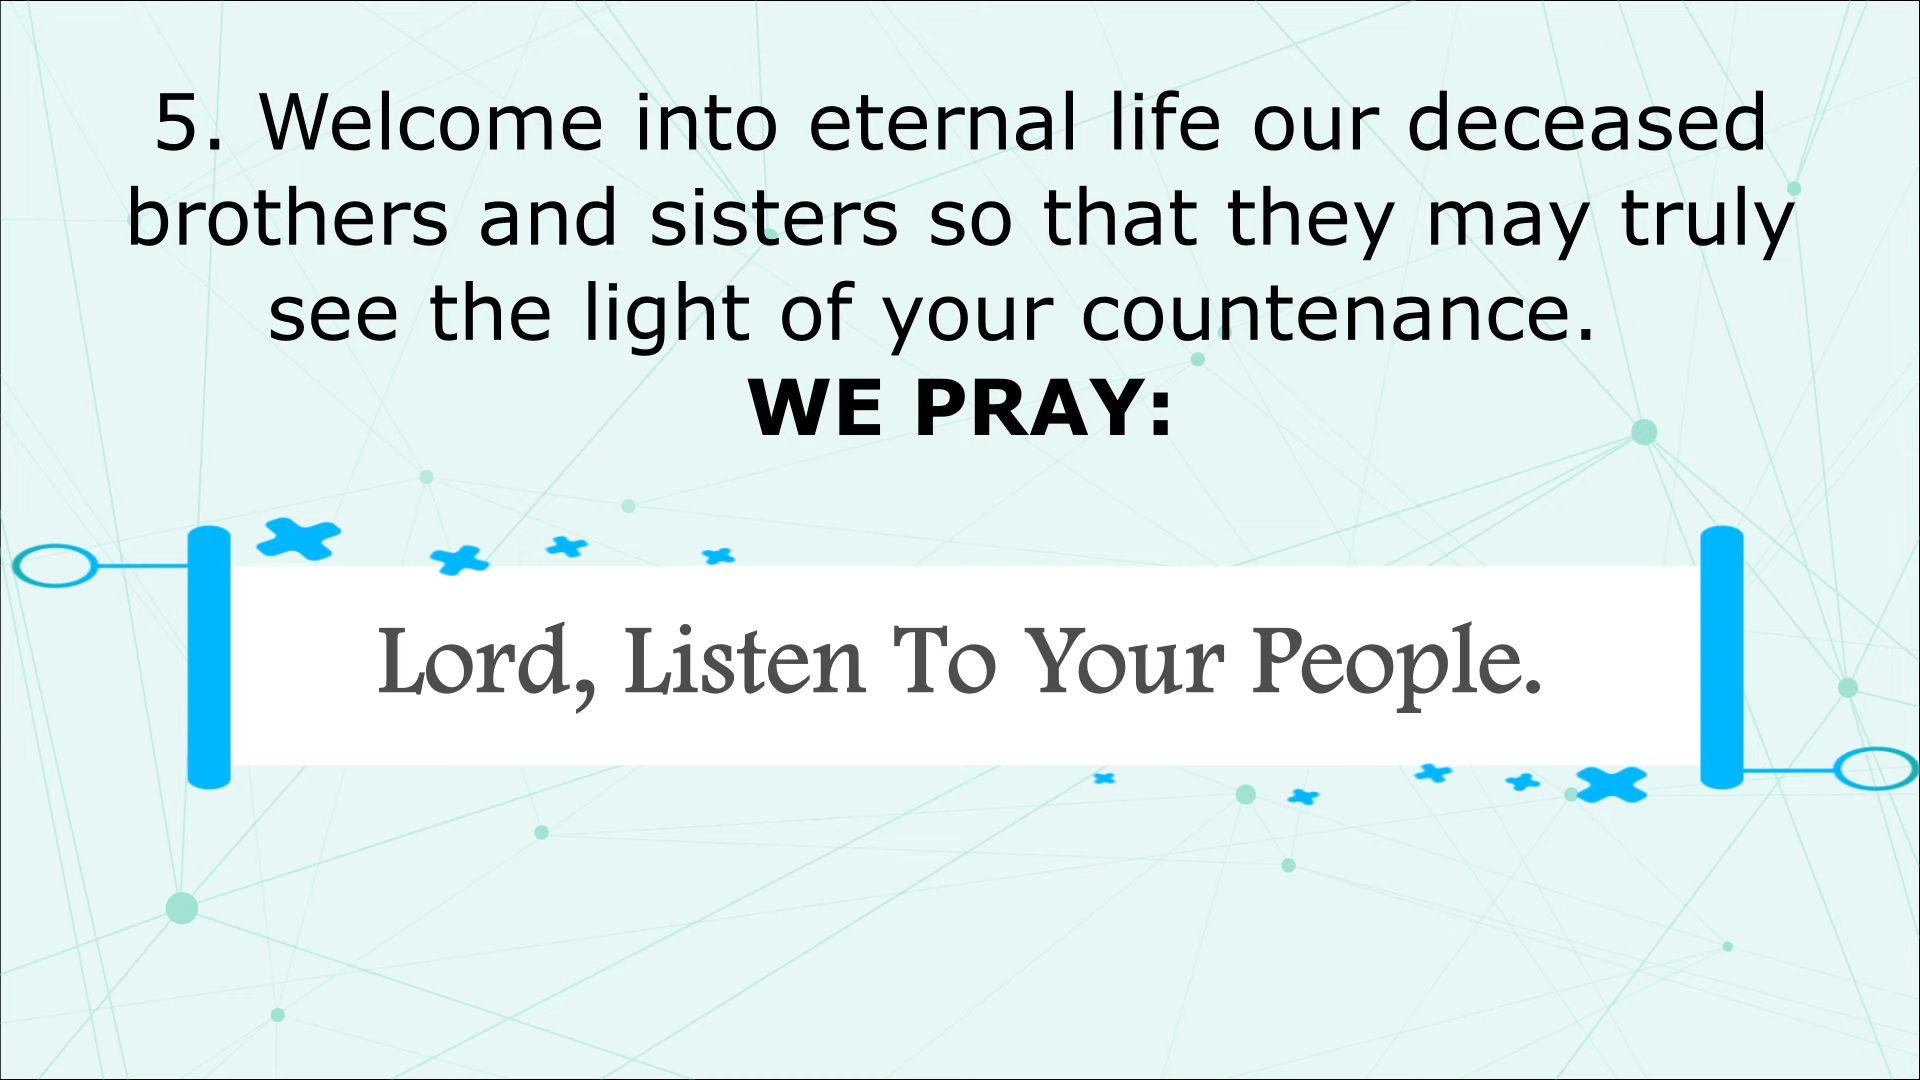 5. Welcome into eternal life our deceased
brothers and sisters so that they may truly
see the light of your countenance.
WE PRAY:
Lord, Listen To Your People.